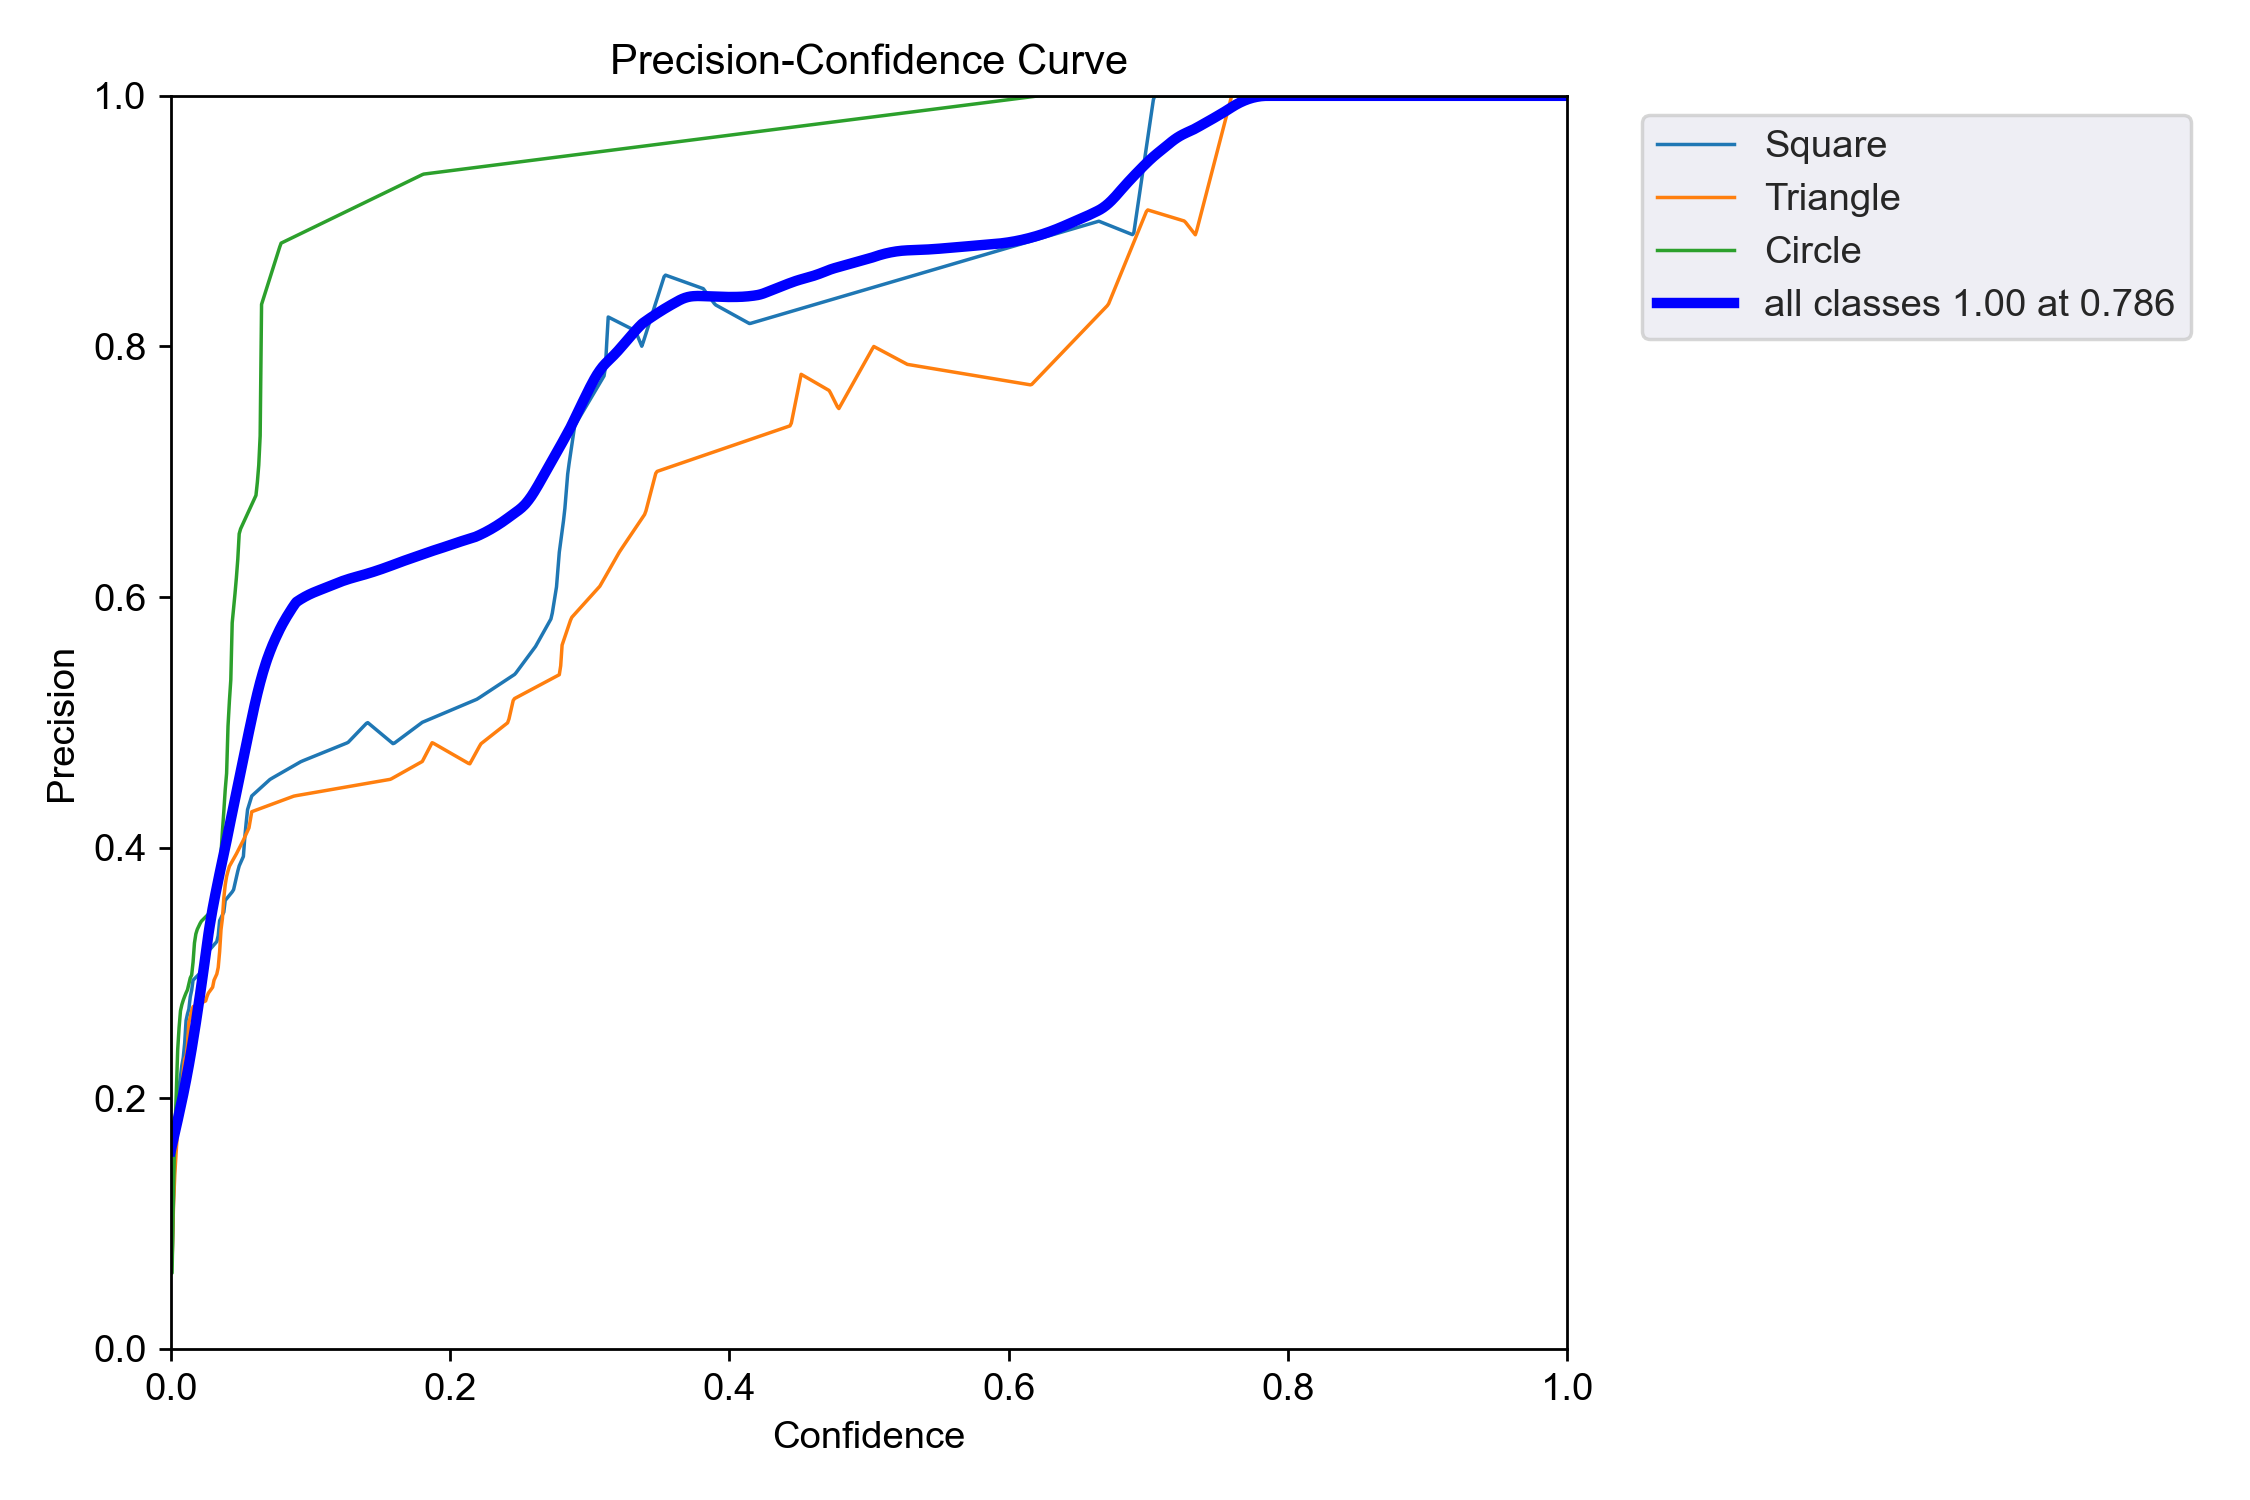 Precision-Confidence Curve
1.0
0.8
0.6
0.4
0.2
0.0
Precision
0.0 0.2 0.4 0.6 0.8 1.0
Confidence
Square
Triangle
Circle
all classes 1.00 at 0.786